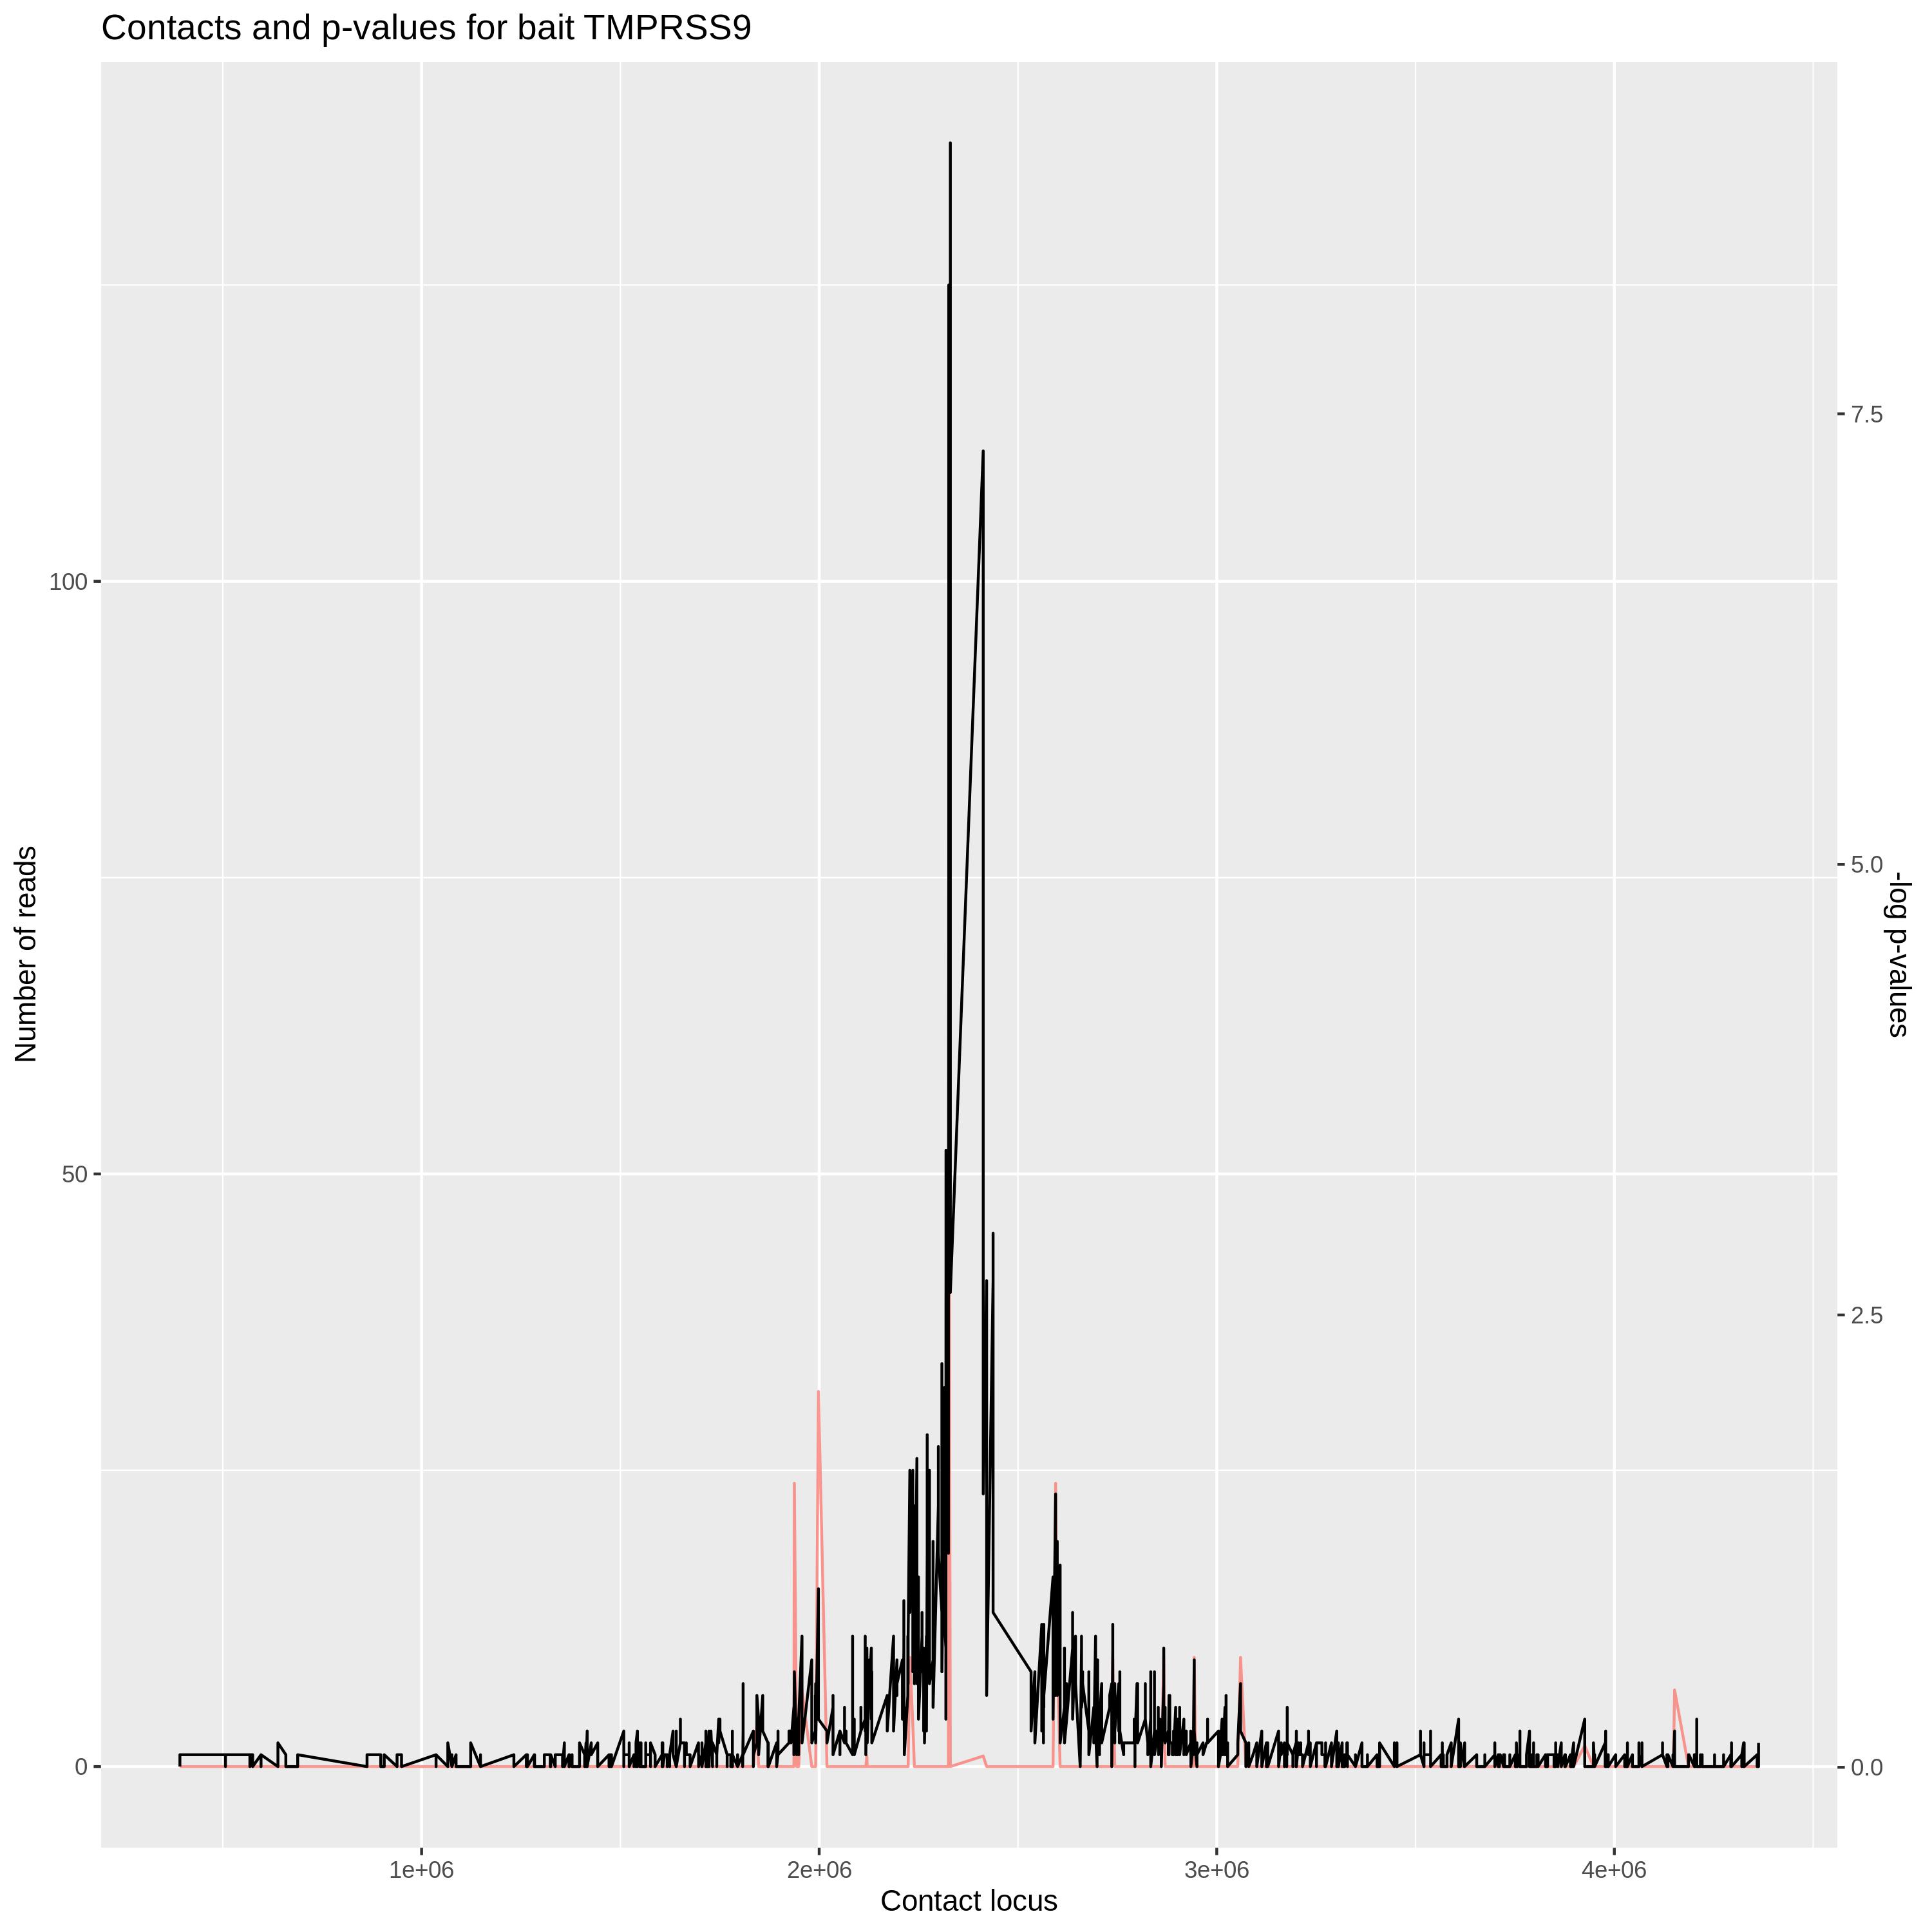 Contacts and p-values for bait TMPRSS9
Number of reads
100
50
0
7.5
5.0
2.5
0.0
-log p-values
1e+06
2e+06
3e+06
4e+06
Contact locus